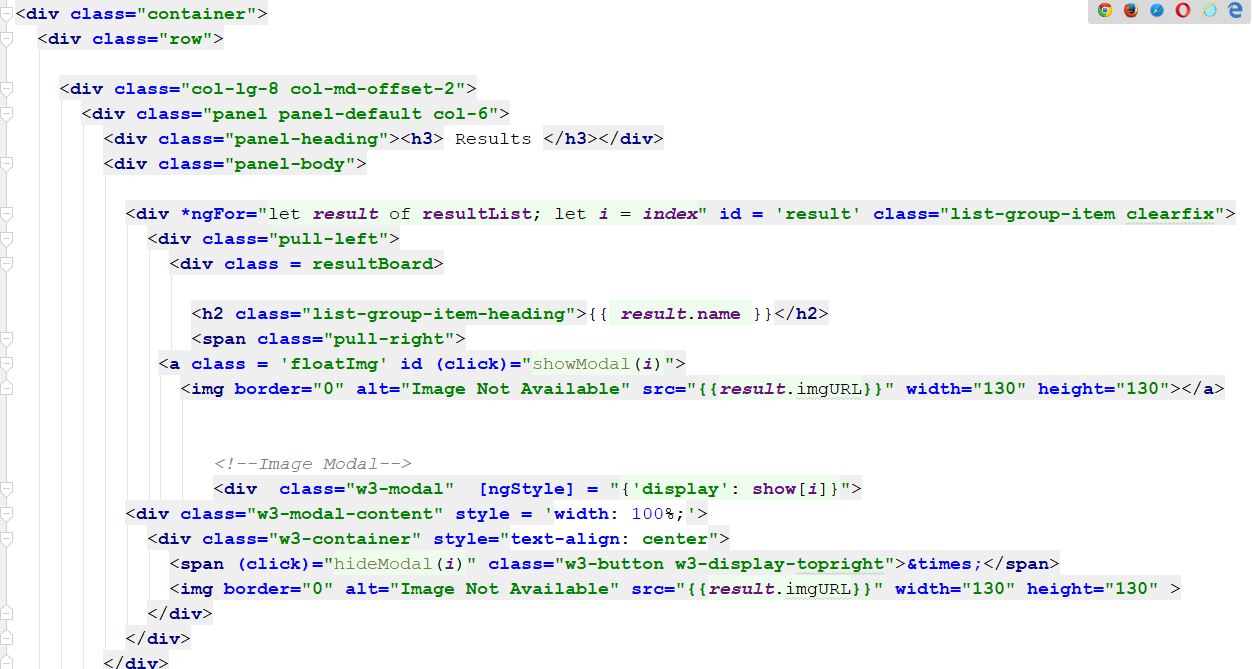 <div class="container">
<div class="row">
<div class="col-lg-8 col-md-offset-2">
<div class="panel panel-default col-6">
<div class="panel-heading"><h3> Results </h3></div>
<div class="panel-body">
<div *ngFor="let result of resultList; let i = index" id = 'result' class="list-group-item clearfix">
<div class="pull-left">
<div class = resultBoard>
<h2 class="list-group-item-heading">{{ result.name }}</h2>
<span class="pull-right">
<a class = 'floatImg' id (click)="showModal(i)">
<img border="0" alt="Image Not Available" src="{{result.imgURL}}" width="130" height="130"></a>
<!--Image Modal-->
<div  class="w3-modal"  [ngStyle] = "{'display': show[i]}">
<div class="w3-modal-content" style = 'width: 100%;'>
<div class="w3-container" style="text-align: center">
<span (click)="hideModal(i)" class="w3-button w3-display-topright">&times;</span>
<img border="0" alt="Image Not Available" src="{{result.imgURL}}" width="130" height="130" >
</div>
</div>
</div>